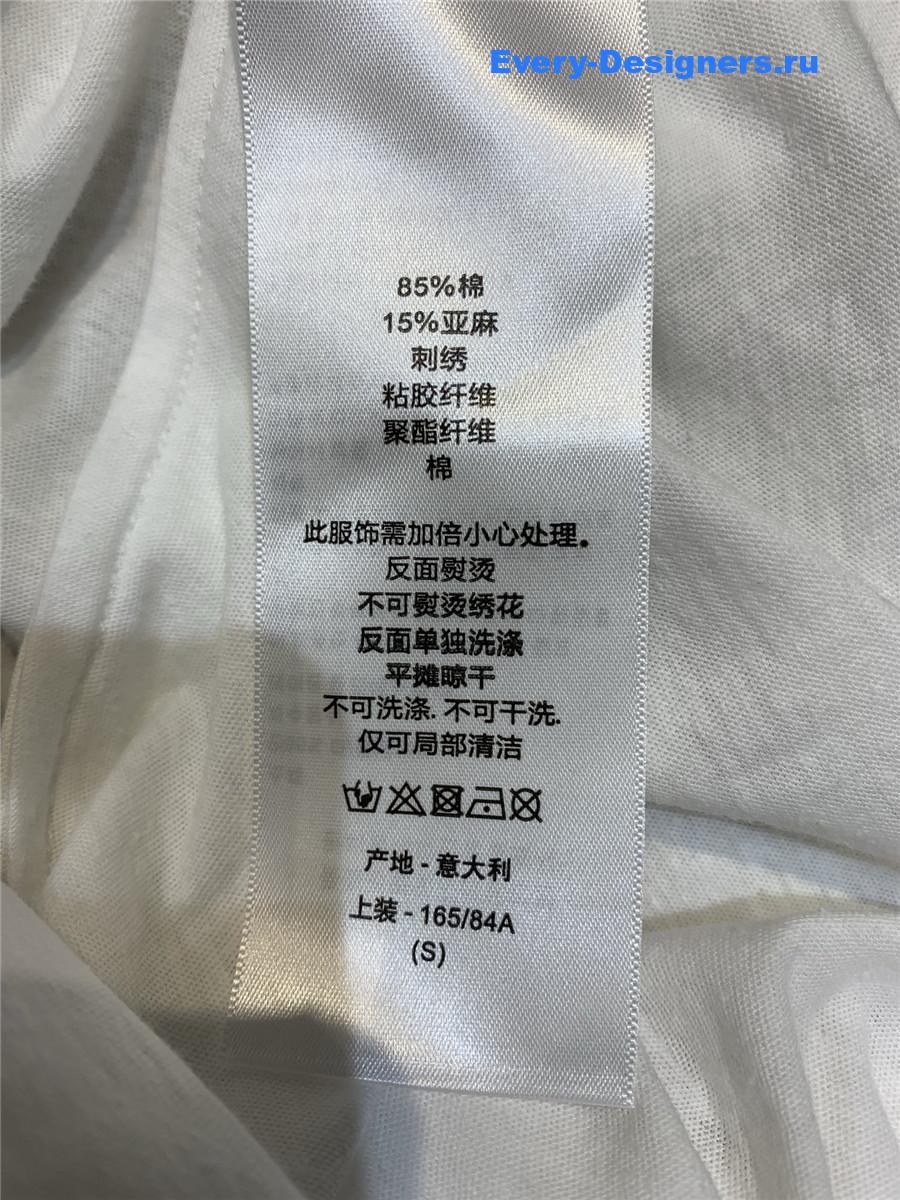 Every-Designers.ru
85%棉
15%亚麻
刺绣
粘胶纤维
聚酯纤维
棉
此服饰需加倍小心处理。
反面熨烫
不可熨烫绣花
反面单独洗涤
平摊晾干
不可洗涤. 不可干洗.
仅可局部清洁
产地 - 意大利
上装 - 165/84A
(S)